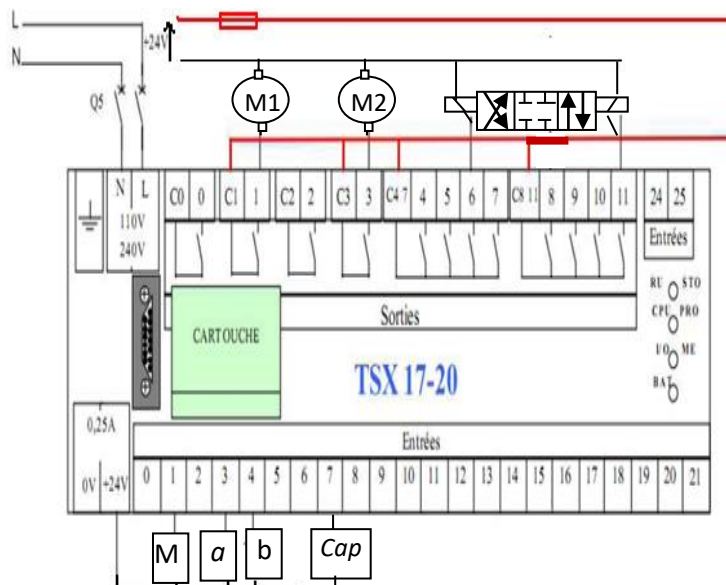 L
+24V
N
Q5
M1 M2
N L
110V
240V
C0 0 C1 1 C2 2 C3 3 C4 7 4 5 6 7 C8 11 8 9 10 11
24 25
Entrées
Sorties
CARTOUCHE
TSX 17-20
RU STO
CPU PRO
I/O ME
BAT
0,25A
0V +24V
Entrées
0 1 2 3 4 5 6 7 8 9 10 11 12 13 14 15 16 17 18 19 20 21
M a b Cap